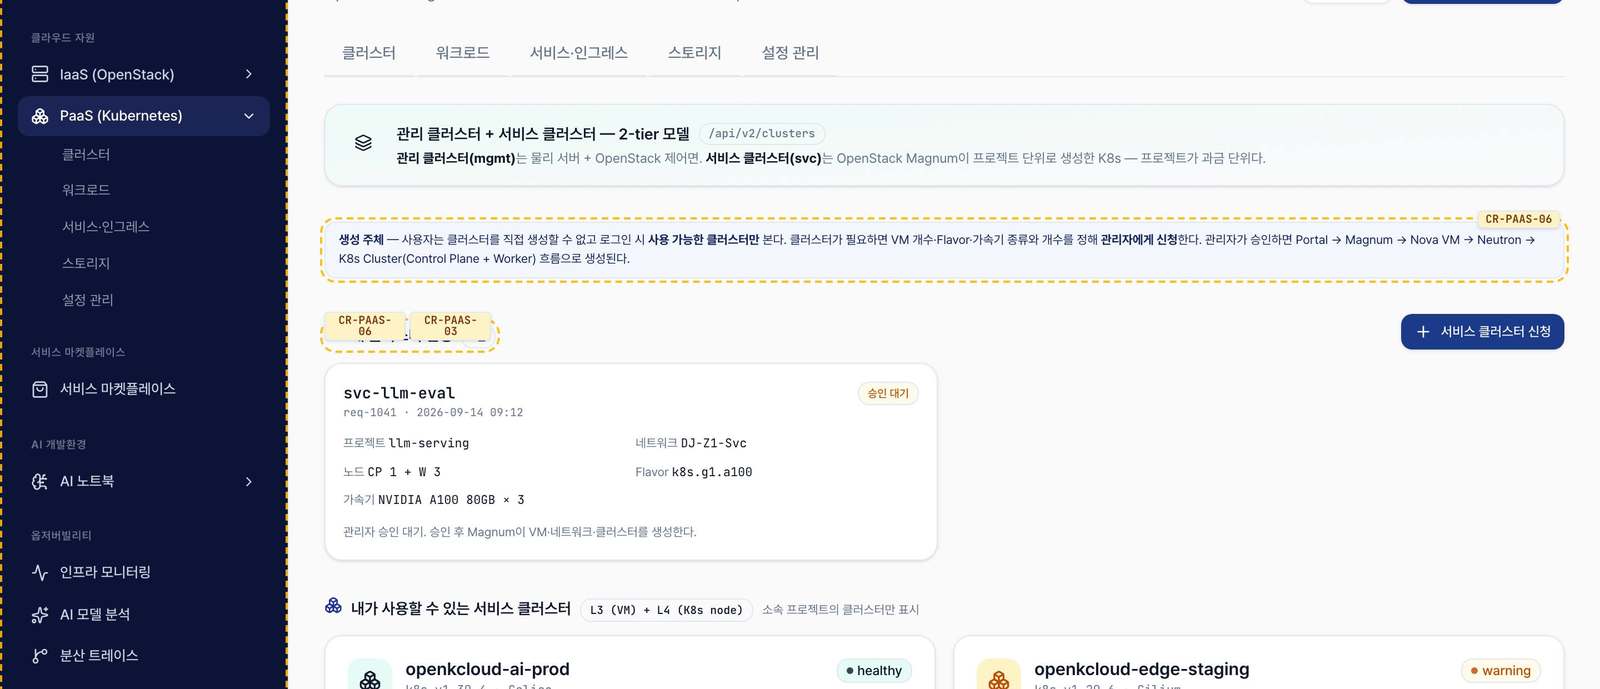 클라우드 자원
IaaS (OpenStack)
PaaS (Kubernetes)
클러스터
워크로드
서비스·인그레스
스토리지
설정 관리
서비스 마켓플레이스
서비스 마켓플레이스
AI 개발환경
AI 노트북
옵저버빌리티
인프라 모니터링
AI 모델 분석
분산 트레이스
클러스터 워크로드 서비스·인그레스 스토리지 설정 관리
관리 클러스터 + 서비스 클러스터 — 2-tier 모델 /api/v2/clusters
관리 클러스터(mgmt)는 물리 서버 + OpenStack 제어면. 서비스 클러스터(svc)는 OpenStack Magnum이 프로젝트 단위로 생성한 K8s — 프로젝트가 과금 단위다.
CR-PAAS-06
생성 주체 — 사용자는 클러스터를 직접 생성할 수 없고 로그인 시 사용 가능한 클러스터만 본다. 클러스터가 필요하면 VM 개수·Flavor·가속기 종류와 개수를 정해 관리자에게 신청한다. 관리자가 승인하면 Portal → Magnum → Nova VM → Neutron →
K8s Cluster(Control Plane + Worker) 흐름으로 생성된다.
CR-PAAS-06
CR-PAAS-03
서비스 클러스터 신청
svc-llm-eval 승인 대기
req-1041 · 2026-09-14 09:12
프로젝트 llm-serving 네트워크 DJ-Z1-Svc
노드 CP 1 + W 3 Flavor k8s.g1.a100
가속기 NVIDIA A100 80GB × 3
관리자 승인 대기. 승인 후 Magnum이 VM·네트워크·클러스터를 생성한다.
내가 사용할 수 있는 서비스 클러스터 L3 (VM) + L4 (K8s node) 소속 프로젝트의 클러스터만 표시
openkcloud-ai-prod healthy
openkcloud-edge-staging warning